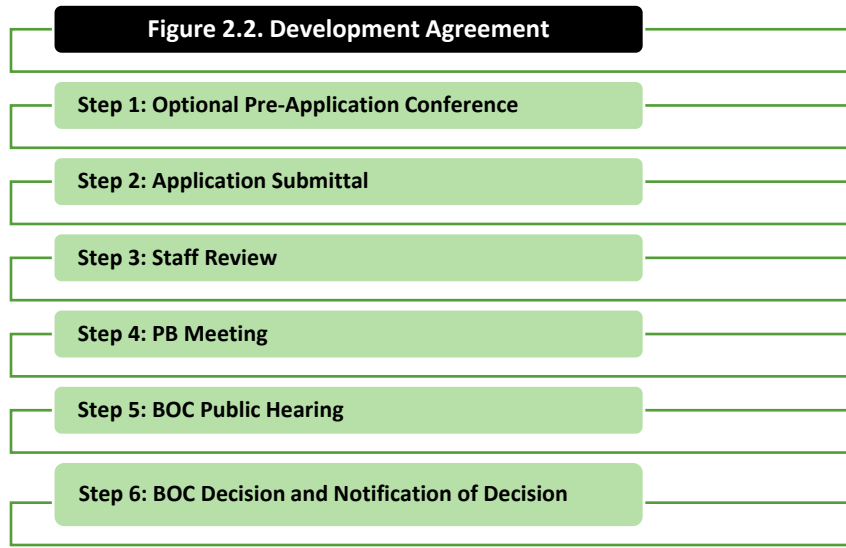 Figure 2.2. Development Agreement
Step 1: Optional Pre-Application Conference
Step 2: Application Submittal
Step 3: Staff Review
Step 4: PB Meeting
Step 5: BOC Public Hearing
Step 6: BOC Decision and Notification of Decision